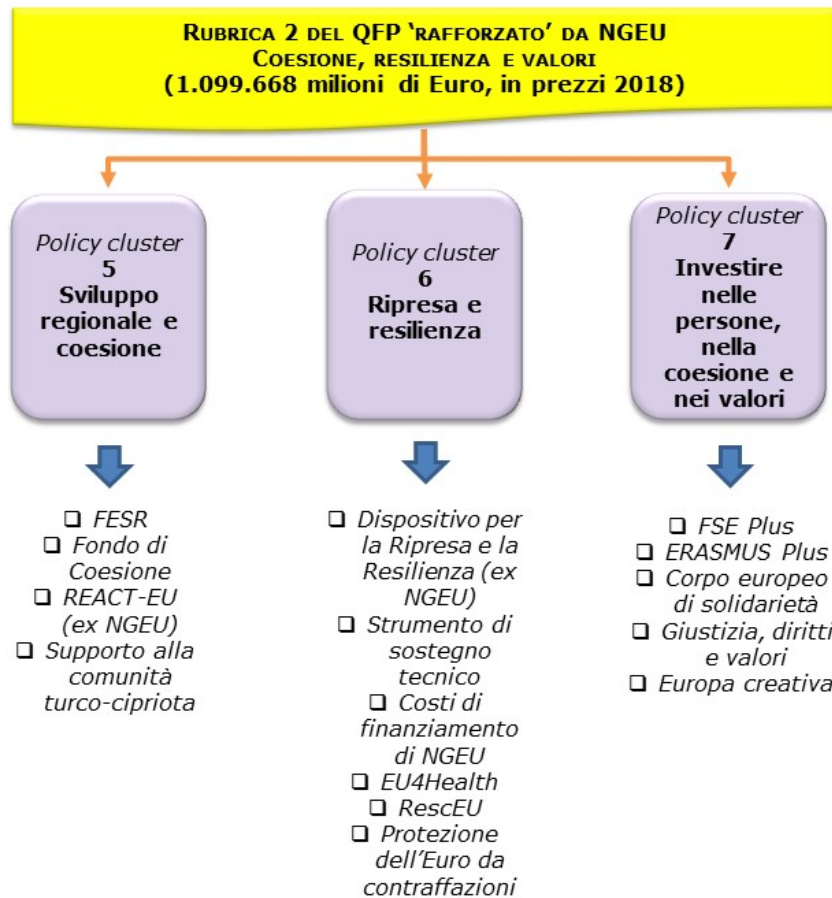 RUBRICA 2 DEL QFP ‘RAFFORZATO’ DA NGEU
COESIONE, RESILIENZA E VALORI
(1.099.668 milioni di Euro, in prezzi 2018)
Policy cluster
5
Sviluppo
regionale e
coesione
❑ FESR
❑ Fondo di
Coesione
❑ REACT-EU
(ex NGEU)
❑ Supporto alla
comunità
turco-cipriota
Policy cluster
6
Ripresa e
resilienza
❑ Dispositivo per
la Ripresa e la
Resilienza (ex
NGEU)
❑ Strumento di
sostegno
tecnico
❑ Costi di
finanziamento
di NGEU
❑ EU4Health
❑ RescEU
❑ Protezione
dell’Euro da
contraffazioni
Policy cluster
7
Investire
nelle
persone,
nella
coesione e
nei valori
❑ FSE Plus
❑ ERASMUS Plus
❑ Corpo europeo
di solidarietà
❑ Giustizia, diritti
e valori
❑ Europa creativa